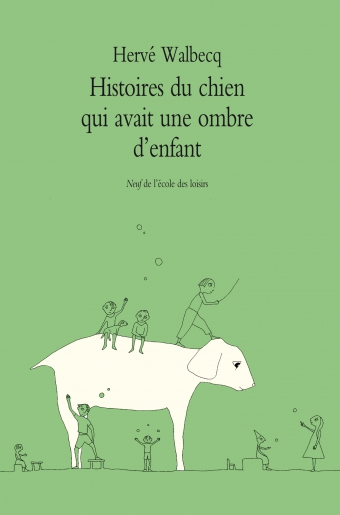 Hervé Walbecq
Histoires du chien
qui avait une ombre
d'enfant
Neuf de l'école des loisirs